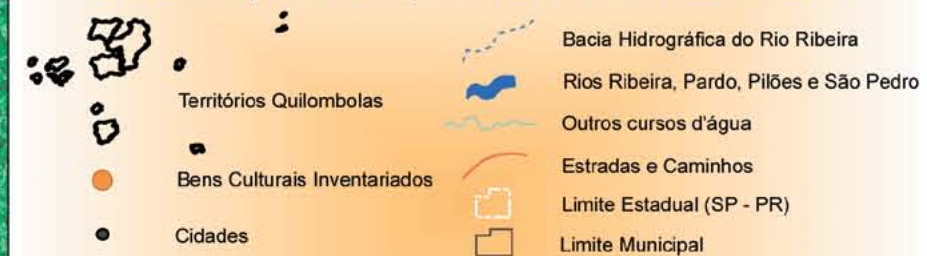 Territórios Quilombolas
Bens Culturais Inventariados
Cidades
Bacia Hidrográfica do Rio Ribeira
Rios Ribeira, Pardo, Pilões e São Pedro
Outros cursos d'água
Estradas e Caminhos
Limite Estadual (SP - PR)
Limite Municipal